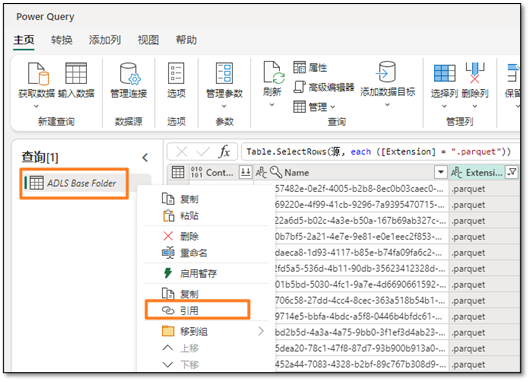 Power Query
主页 转换 添加列 视图 帮助
获取数据 输入数据 管理连接 选项 管理参数 刷新 属性 高级编辑器 管理 添加数据目标 选择列 删除列 保留
新建查询 数据源 选项 参数 查询 管理列
查询[1]
fx Table.SelectRows(源, each ([Extension] = ".parquet"))
ADLS Base Folder
Cont... ABC Name ABC Extensi...
复制
粘贴
删除
重命名
启用暂存
复制
引用
移到组
上移
下移
57482e-0e2f-4005-b2b8-8ec0b03caec0-... .parquet
69220e-4f99-41cb-9296-7a9395470715-... .parquet
22a6d5-b02c-4a3e-b50a-167b69ab327c-... .parquet
0b7bf5-2a21-4e7e-9e81-e0e1eec2f853-... .parquet
daeca8-1d93-4117-b85e-b74fa09fa6c2-... .parquet
2fd5a5-536d-4b11-90db-35623412328d-... .parquet
01b5bd-5030-4fc1-9a7e-4d6690661592-... .parquet
706c58-27dd-4cc4-8cec-363a518b54b1-... .parquet
9714e5-bbfa-4bdc-a5f8-0446b4bfdc61-... .parquet
bd2b5d-4a3a-4a75-9bb0-3f1ef3d4ab23-... .parquet
5dea20-78c1-47f8-87d7-93b900b913a0-... .parquet
452a44-7083-4328-b2bf-89c767b308d9-... .parquet